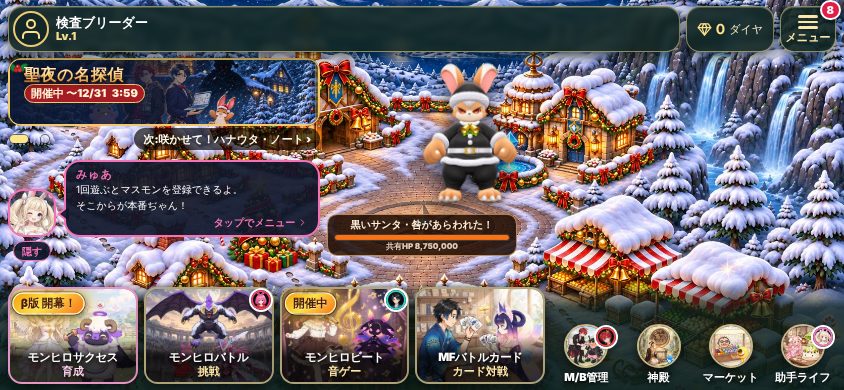 検査ブリーダー
Lv.1
0 ダイヤ
8
メニュー
聖夜の名探偵
開催中 〜12/31 3:59
次:咲かせて！ハナウタ・ノート ›
みゅあ
1回遊ぶとマスモンを登録できるよ。
そこからが本番ぢゃん！
タップでメニュー ›
隠す
黒いサンタ・咎があらわれた！
共有HP 8,750,000
β版 開幕！
モンヒロサクセス
育成
モンヒロバトル
挑戦
開催中
モンヒロビート
音ゲー
MFバトルカード
カード対戦
M/B管理
神殿
マーケット
助手ライフ